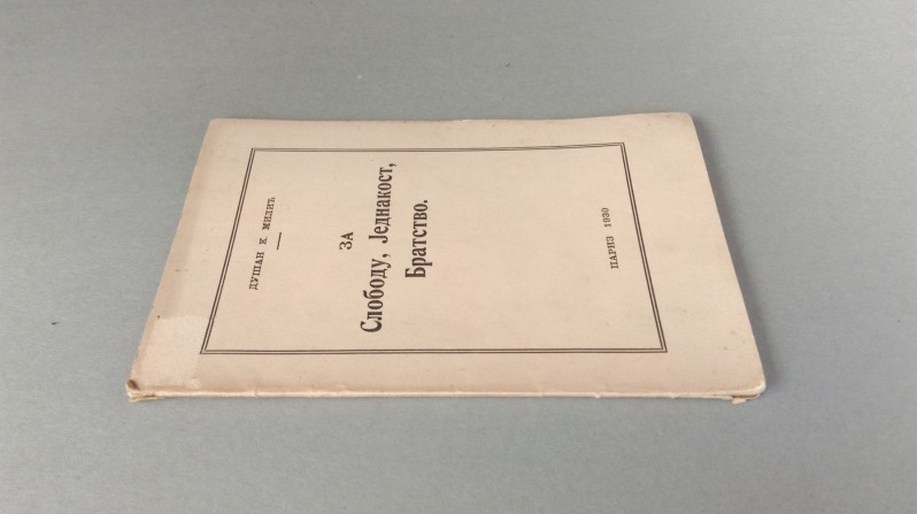 ДУШАН К. МИЛИЋ
ЗА
Слободу, Једнакост,
Братство.
ПАРИЗ 1930